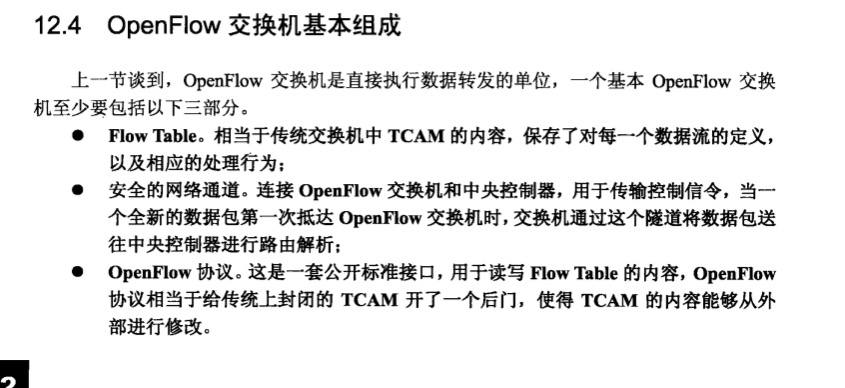 12.4 OpenFlow 交换机基本组成
上一节谈到，OpenFlow 交换机是直接执行数据转发的单位，一个基本 OpenFlow 交换
机至少要包括以下三部分。
● Flow Table。相当于传统交换机中 TCAM 的内容，保存了对每一个数据流的定义，
以及相应的处理行为；
● 安全的网络通道。连接 OpenFlow 交换机和中央控制器，用于传输控制信令，当一
个全新的数据包第一次抵达 OpenFlow 交换机时，交换机通过这个隧道将数据包送
往中央控制器进行路由解析；
● OpenFlow 协议。这是一套公开标准接口，用于读写 Flow Table 的内容，OpenFlow
协议相当于给传统上封闭的 TCAM 开了一个后门，使得 TCAM 的内容能够从外
部进行修改。
2